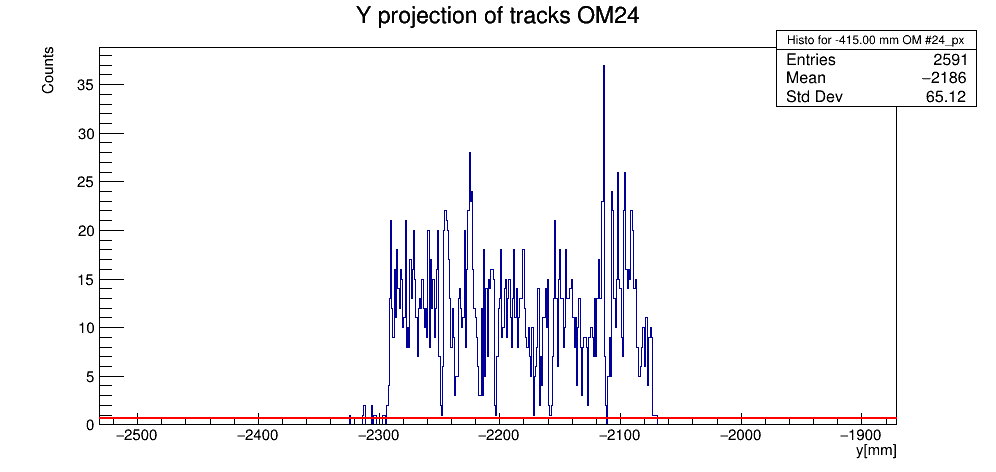 Y projection of tracks OM24
Histo for -415.00 mm OM #24_px
Entries 2591
Mean −2186
Std Dev 65.12
Counts
35
30
25
20
15
10
5
0
−2500 −2400 −2300 −2200 −2100 −2000 −1900
y[mm]